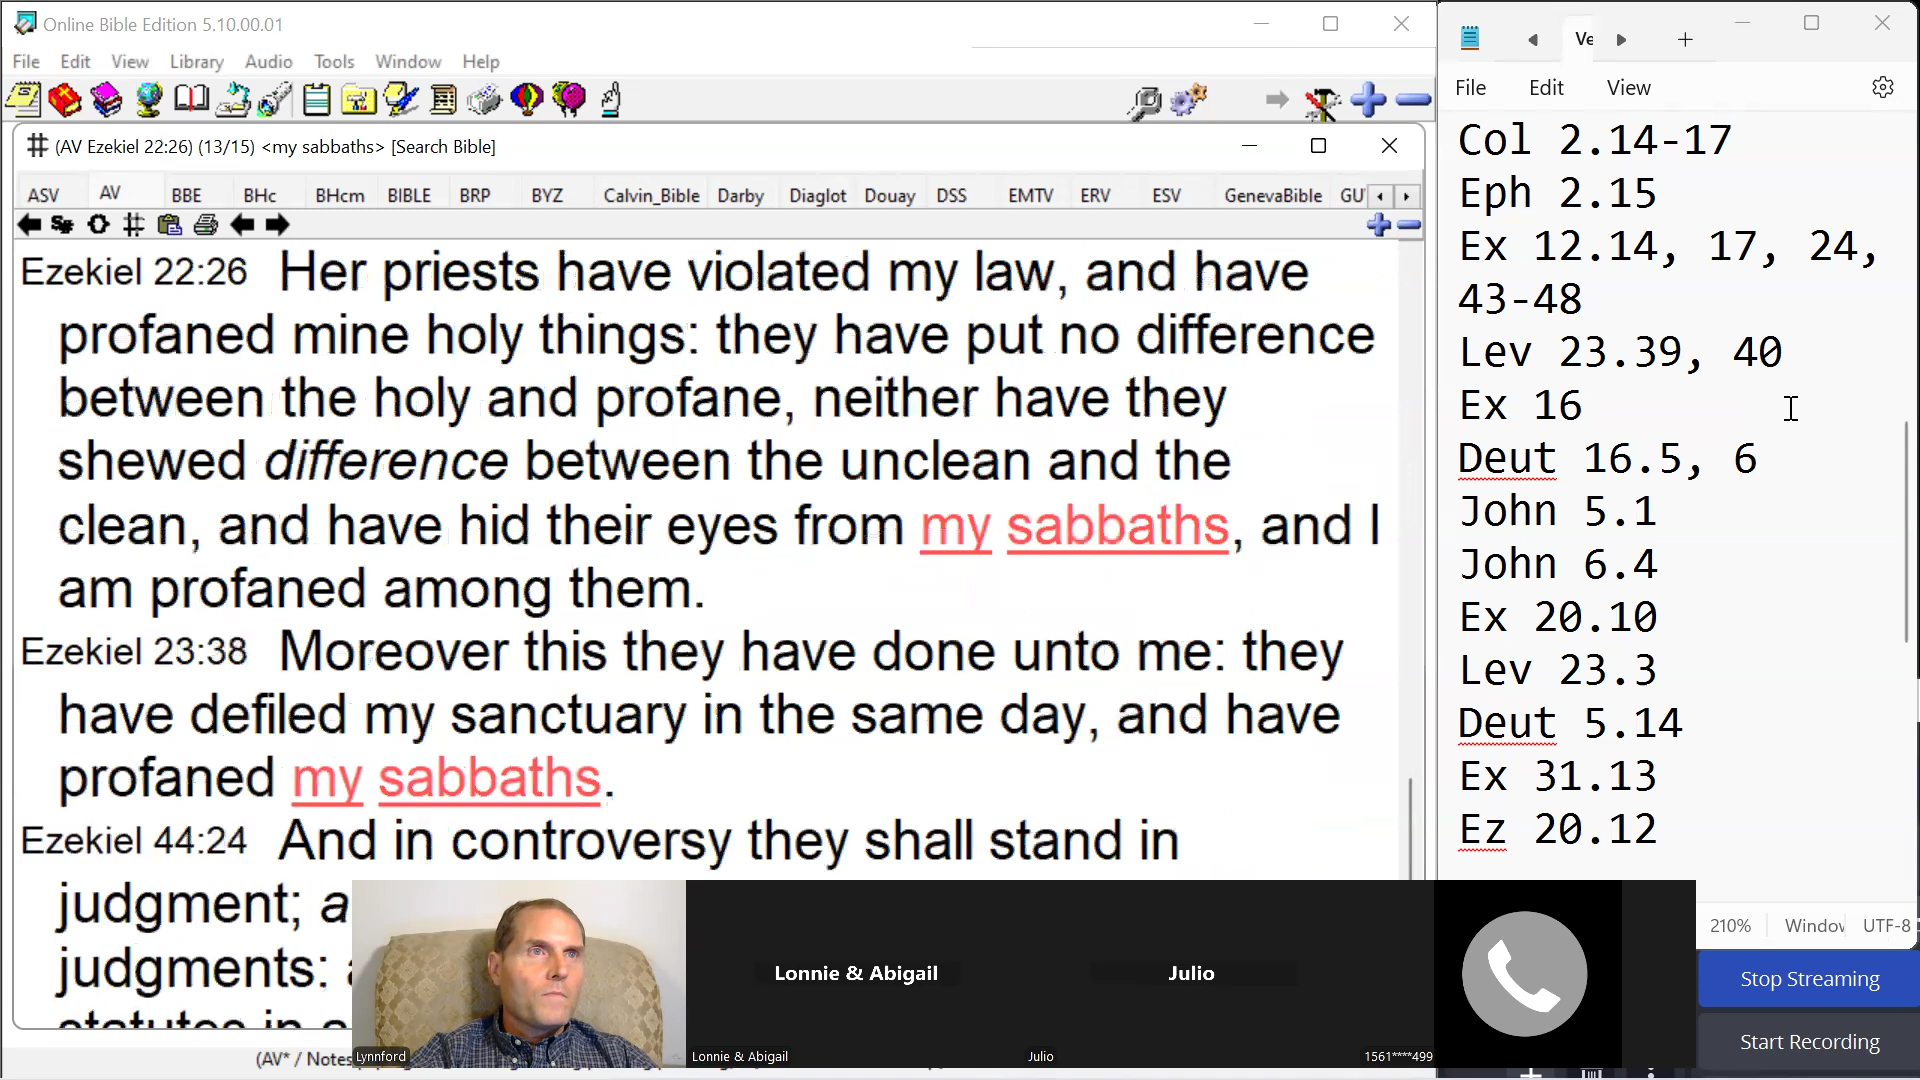 Online Bible Edition 5.10.00.01
File Edit View Library Audio Tools Window Help
(AV Ezekiel 22:26) (13/15) <my sabbaths> [Search Bible]
ASV AV BBE BHc BHcm BIBLE BRP BYZ Calvin_Bible Darby Diaglot Douay DSS EMTV ERV ESV GenevaBible
Ezekiel 22:26 Her priests have violated my law, and have
profaned mine holy things: they have put no difference
between the holy and profane, neither have they
shewed difference between the unclean and the
clean, and have hid their eyes from my sabbaths, and I
am profaned among them.
Ezekiel 23:38 Moreover this they have done unto me: they
have defiled my sanctuary in the same day, and have
profaned my sabbaths.
Ezekiel 44:24 And in controversy they shall stand in
judgment;
judgments:
(AV* / Notes
File Edit View
Col 2.14-17
Eph 2.15
Ex 12.14, 17, 24,
43-48
Lev 23.39, 40
Ex 16
Deut 16.5, 6
John 5.1
John 6.4
Ex 20.10
Lev 23.3
Deut 5.14
Ex 31.13
Ez 20.12
210% UTF-8
Lonnie & Abigail
Julio
Lynnford
Lonnie & Abigail
Julio
1561****499
Stop Streaming
Start Recording